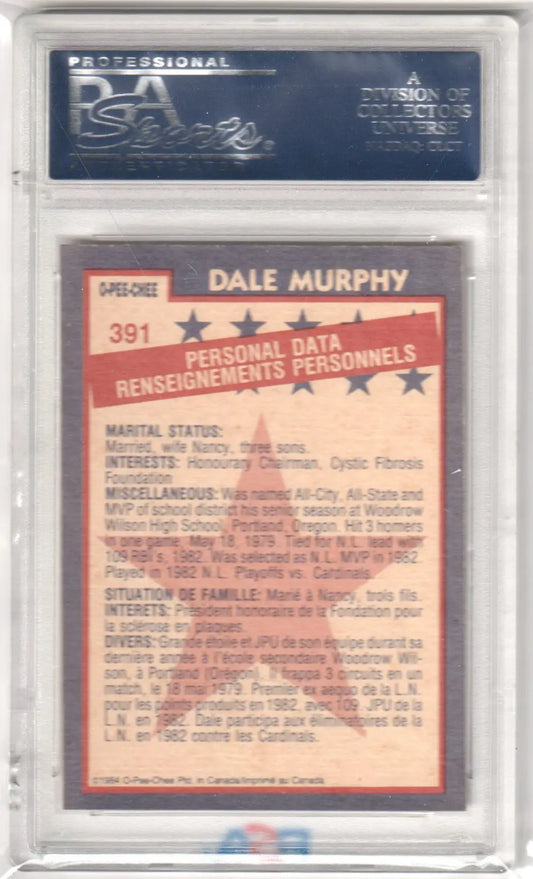 PROFESSIONAL
PSA
Sports.
A
DIVISION OF
COLLECTORS
UNIVERSE
NASDAQ: CLCT
O-PEE-CHEE
DALE MURPHY
391
PERSONAL DATA
RENSEIGNEMENTS PERSONNELS
MARITAL STATUS:
Married, wife Nancy, three sons.
INTERESTS: Honourary Chairman, Cystic Fibrosis
Foundation
MISCELLANEOUS: Was named All-City, All-State and
MVP of school district his senior season at Woodrow
Wilson High School, Portland, Oregon. Hit 3 homers
in one game, May 18, 1979. Tied for N.L. lead with
109 RBI's, 1982. Was selected as N.L. MVP in 1982.
Played in 1982 N.L. Playoffs vs. Cardinals.
SITUATION DE FAMILLE: Marié à Nancy, trois fils.
INTERETS: Président honoraire de la Fondation pour
la sclérose en plaques.
DIVERS: Grande étoile et JPU de son équipe durant sa
dernière année à l'école secondaire Woodrow Wil-
son, à Portland (Oregon). Il frappa 3 circuits en un
match, le 18 mai 1979. Premier ex aequo de la L.N.
pour les points produits en 1982, avec 109. JPU de la
L.N. en 1982. Dale participa aux éliminatoires de la
L.N. en 1982 contre les Cardinals.
©1984 O-Pee-Chee Ptd. in Canada/Imprimé au Canada